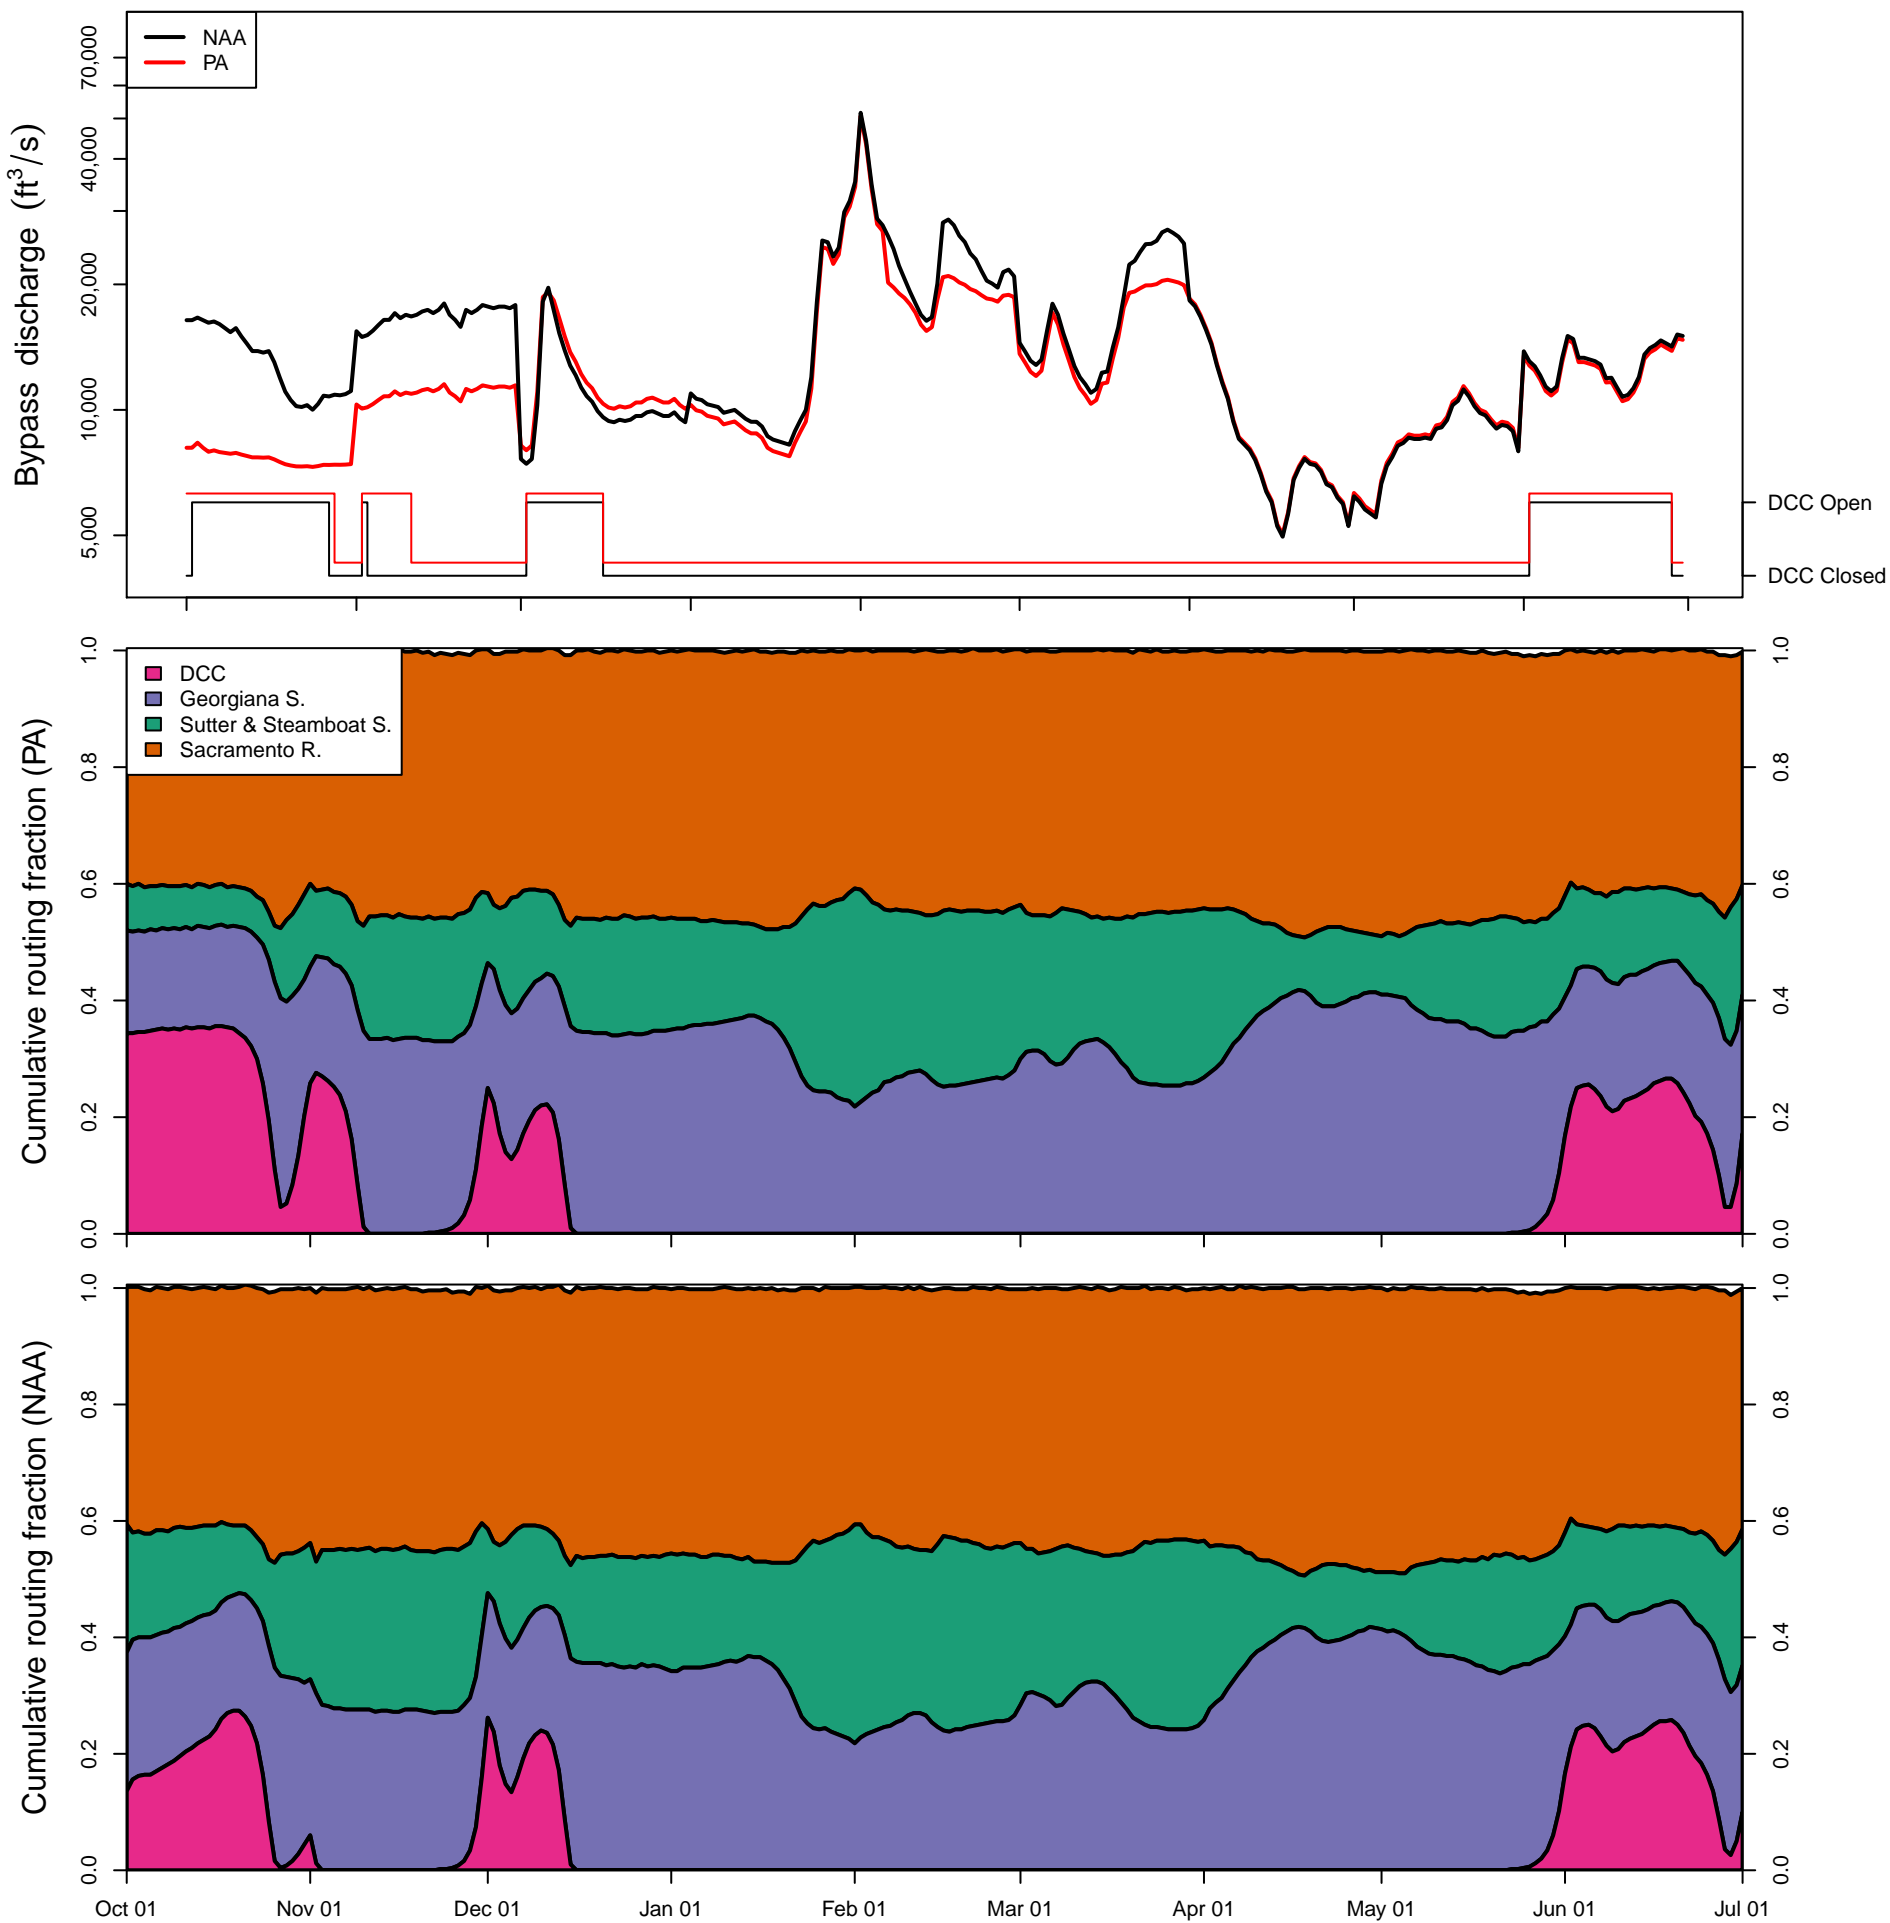 NAA
PA
Bypass discharge (ft³/s)
70,000
40,000
20,000
10,000
5,000
DCC Open
DCC Closed
DCC
Georgiana S.
Sutter & Steamboat S.
Sacramento R.
Cumulative routing fraction (PA)
1.0
0.8
0.6
0.4
0.2
0.0
1.0
0.8
0.6
0.4
0.2
0.0
Cumulative routing fraction (NAA)
1.0
0.8
0.6
0.4
0.2
0.0
1.0
0.8
0.6
0.4
0.2
0.0
Oct 01 Nov 01 Dec 01 Jan 01 Feb 01 Mar 01 Apr 01 May 01 Jun 01 Jul 01